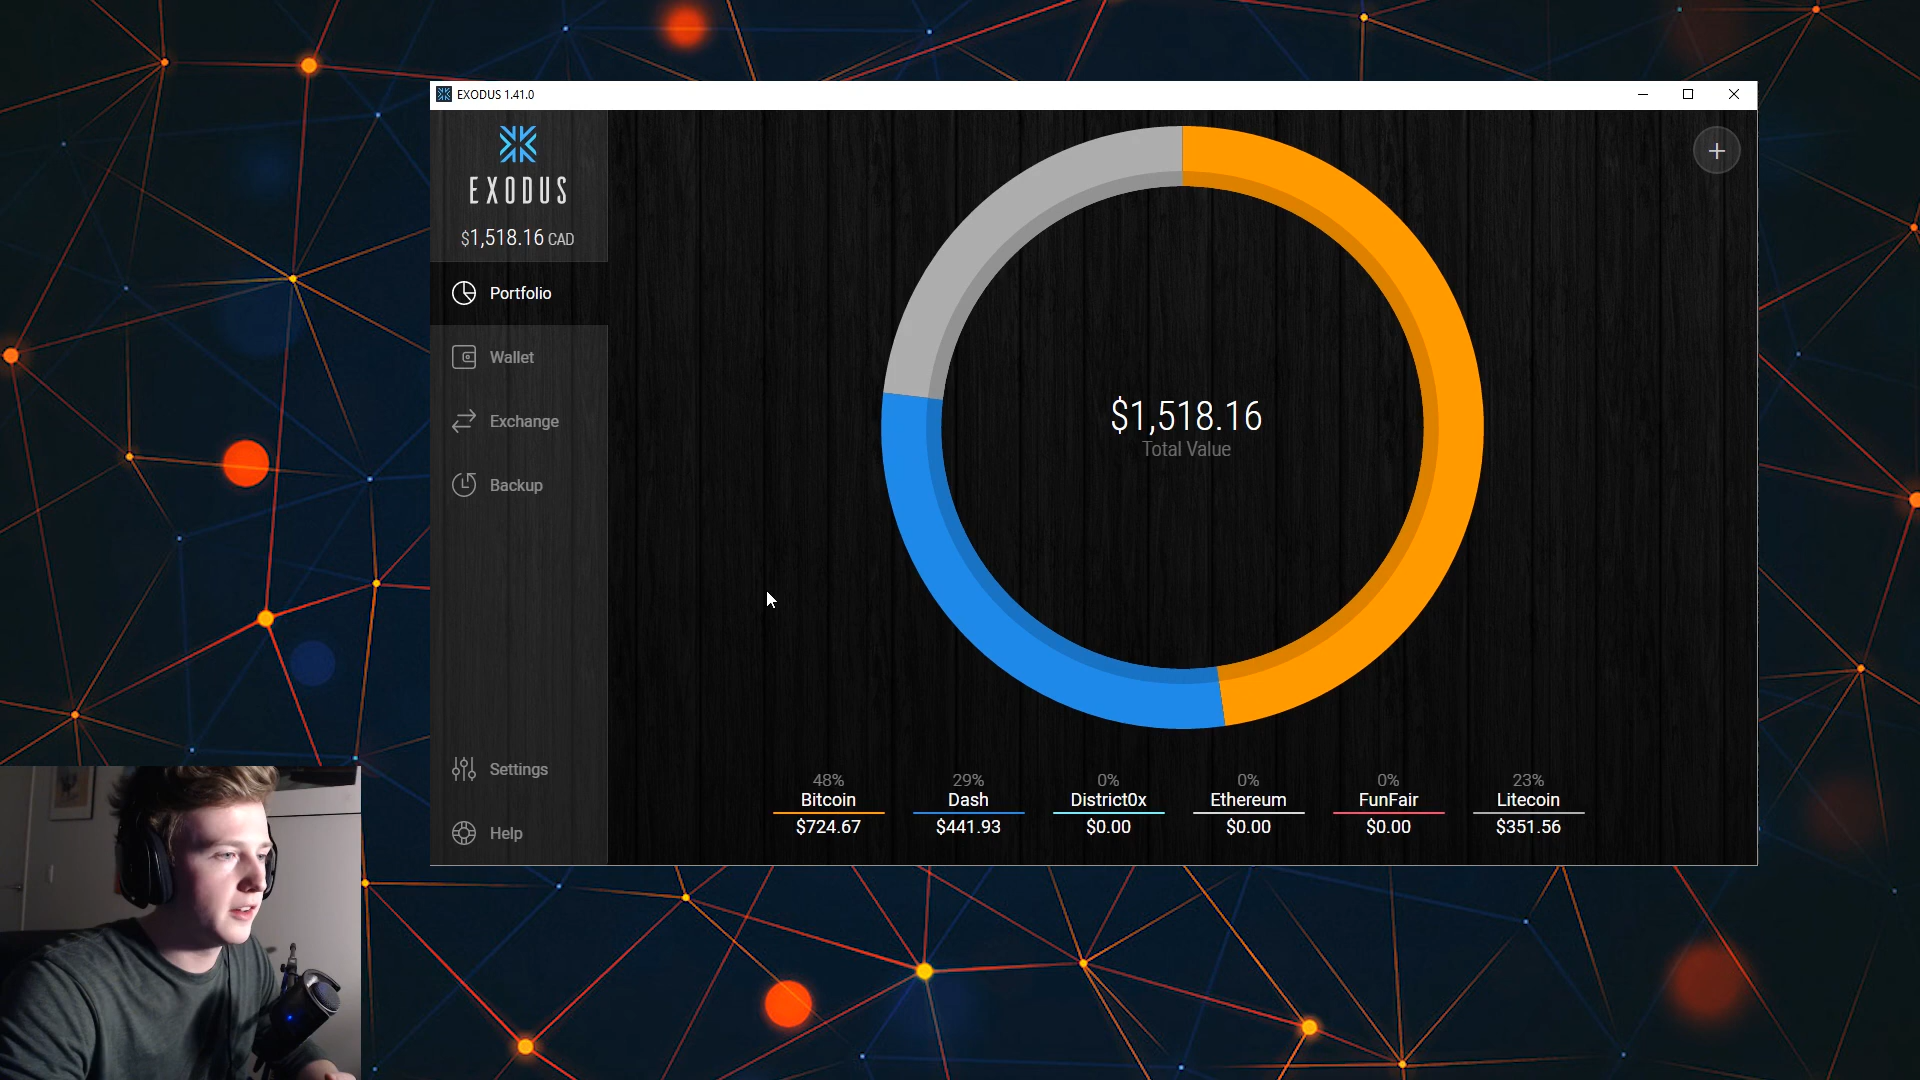 EXODUS 1.41.0
EXODUS
$1,518.16 CAD
Portfolio
Wallet
Exchange
Backup
Settings
Help
$1,518.16
Total Value
48% 29% 0% 0% 0% 23%
Bitcoin Dash District0x Ethereum FunFair Litecoin
$724.67 $441.93 $0.00 $0.00 $0.00 $351.56